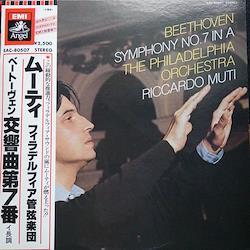 EMI
Angel
¥2,500
EAC-80507 STEREO
ムーティ
フィラデルフィア管弦楽団
ベートーヴェン
交響曲第7番
イ長調
BEETHOVEN
SYMPHONY NO.7 IN A
THE PHILADELPHIA
ORCHESTRA
RICCARDO MUTI